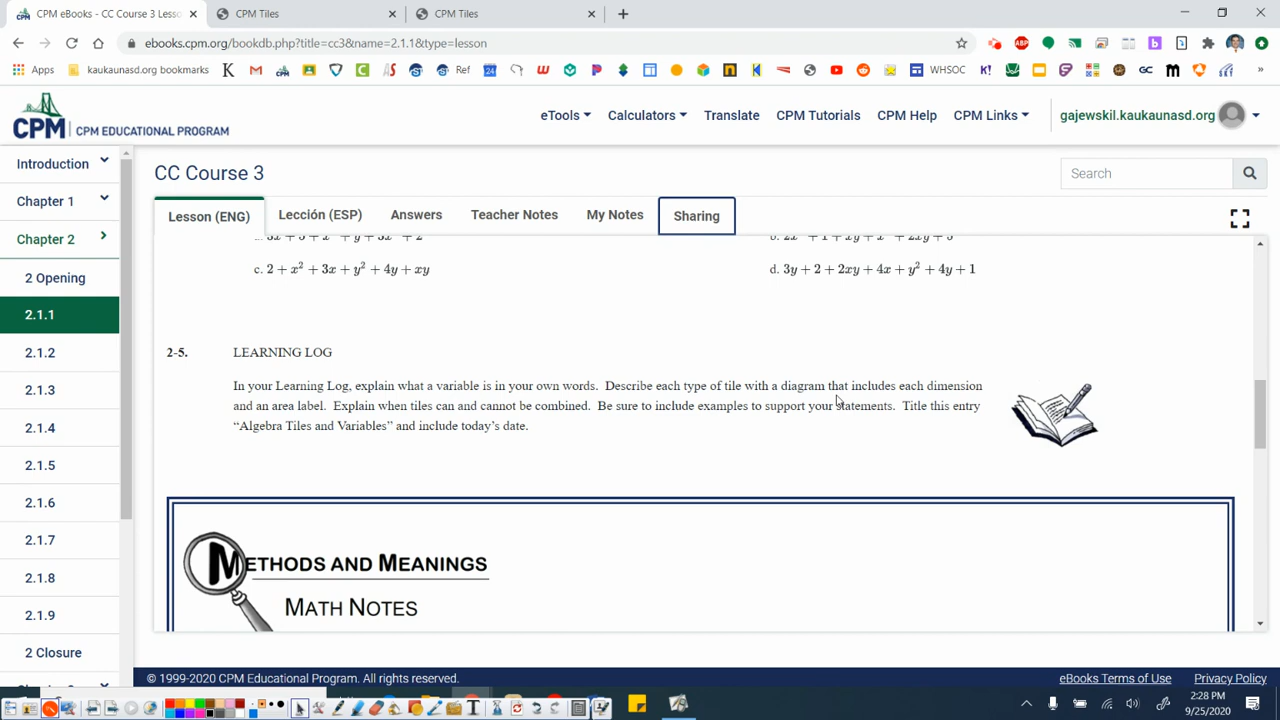 CPM eBooks - CC Course 3 Lesso
CPM Tiles
CPM Tiles
ebooks.cpm.org/bookdb.php?title=cc3&name=2.1.1&type=lesson
Apps
kaukaunasd.org bookmarks
Ref
WHSOC
CPM
CPM EDUCATIONAL PROGRAM
eTools
Calculators
Translate
CPM Tutorials
CPM Help
CPM Links
gajewskil.kaukaunasd.org
Introduction
Chapter 1
Chapter 2
2 Opening
2.1.1
2.1.2
2.1.3
2.1.4
2.1.5
2.1.6
2.1.7
2.1.8
2.1.9
2 Closure
CC Course 3
Search
Lesson (ENG)
Lección (ESP)
Answers
Teacher Notes
My Notes
Sharing
c. 2 + x² + 3x + y² + 4y + xy
d. 3y + 2 + 2xy + 4x + y² + 4y + 1
2-5. LEARNING LOG
In your Learning Log, explain what a variable is in your own words. Describe each type of tile with a diagram that includes each dimension
and an area label. Explain when tiles can and cannot be combined. Be sure to include examples to support your statements. Title this entry
“Algebra Tiles and Variables” and include today’s date.
METHODS AND MEANINGS
MATH NOTES
© 1999-2020 CPM Educational Program. All rights reserved.
eBooks Terms of Use
Privacy Policy
2:28 PM
9/25/2020